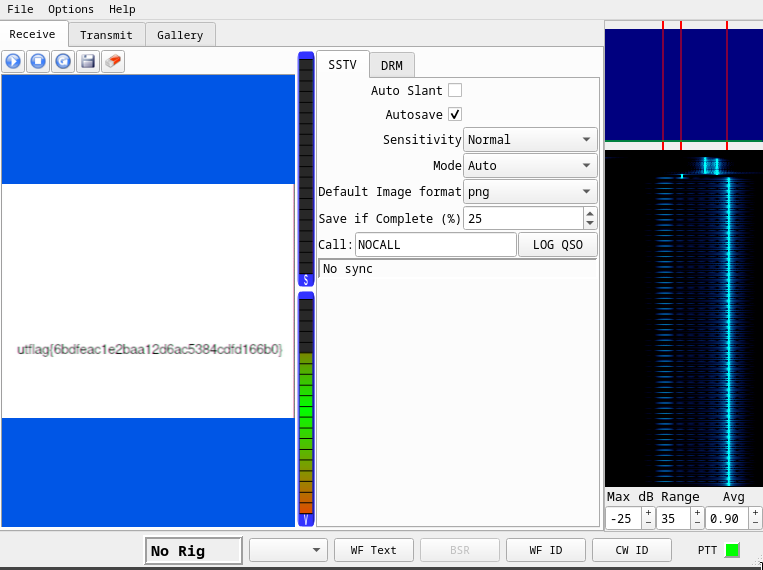 File Options Help
Receive Transmit Gallery
SSTV DRM
Auto Slant
Autosave
Sensitivity Normal
Mode Auto
Default Image format png
Save if Complete (%) 25
Call: NOCALL LOG QSO
No sync
utflag{6bdfeac1e2baa12d6ac5384cdfd166b0}
S
V
Max dB Range Avg
-25 35 0.90
No Rig WF Text BSR WF ID CW ID PTT